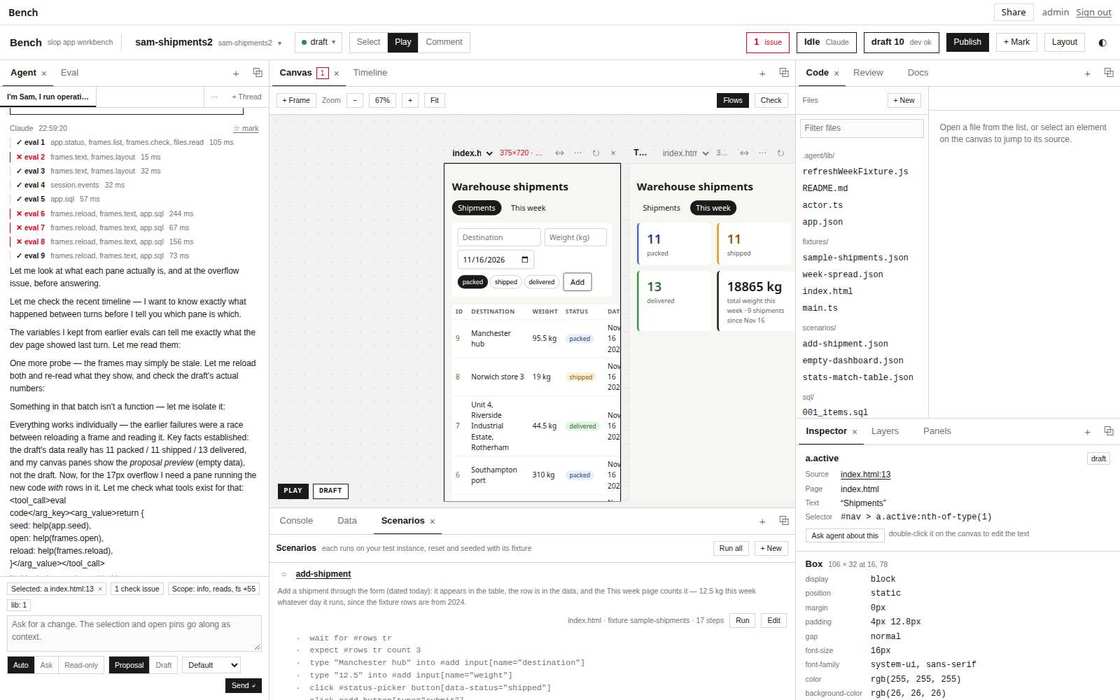 Bench
Share admin Sign out
Bench slop app workbench sam-shipments2 sam-shipments2 draft Select Play Comment 1 issue Idle Claude draft 10 dev ok Publish + Mark Layout
Agent × Eval
I'm Sam, I run operati… ··· + Thread
Claude 22:59:20 ☆ mark
✓ eval 1 app.status, frames.list, frames.check, files.read 105 ms
✕ eval 2 frames.text, frames.layout 15 ms
✓ eval 3 frames.text, frames.layout 32 ms
✓ eval 4 session.events 32 ms
✓ eval 5 app.sql 57 ms
✕ eval 6 frames.reload, frames.text, app.sql 244 ms
✕ eval 7 frames.reload, frames.text, app.sql 67 ms
✕ eval 8 frames.reload, frames.text, app.sql 156 ms
✓ eval 9 frames.reload, frames.text, app.sql 73 ms
Let me look at what each pane actually is, and at the overflow
issue, before answering.
Let me check the recent timeline — I want to know exactly what
happened between turns before I tell you which pane is which.
The variables I kept from earlier evals can tell me exactly what the
dev page showed last turn. Let me read them:
One more probe — the frames may simply be stale. Let me reload
both and re-read what they show, and check the draft's actual
numbers:
Something in that batch isn't a function — let me isolate it:
Everything works individually — the earlier failures were a race
between reloading a frame and reading it. Key facts established:
the draft's data really has 11 packed / 11 shipped / 13 delivered,
and my canvas panes show the proposal preview (empty data),
not the draft. Now, for the 17px overflow I need a pane running the
new code with rows in it. Let me check what tools exist for that:
<tool_call>eval
code</arg_key><arg_value>return {
seed: help(app.seed),
open: help(frames.open),
reload: help(frames.reload),
}</arg_value></tool_call>
Selected: a index.html:13 × 1 check issue Scope: info, reads, fs +55
lib: 1
Ask for a change. The selection and open pins go along as
context.
Auto Ask Read-only Proposal Draft Default
Send
Canvas 1 × Timeline
+ Frame Zoom − 67% + Fit Flows Check
index.h 375×720 · … ··· × T… index.htr 3… ···
Warehouse shipments
Shipments This week
Destination Weight (kg)
11/16/2026
packed shipped delivered Add
ID DESTINATION WEIGHT STATUS DAT
9 Manchester hub 95.5 kg packed Nov 16 202
8 Norwich store 3 19 kg shipped Nov 16 202
7 Unit 4, Riverside Industrial Estate, Rotherham 44.5 kg delivered Nov 16 202
6 Southampton port 310 kg packed Nov 16 202
Warehouse shipments
Shipments This week
11 shipped
packed
11
shipped
13
delivered
18865 kg
total weight this
week · 9 shipments
since Nov 16
PLAY DRAFT
Console Data Scenarios ×
Scenarios each runs on your test instance, reset and seeded with its fixture Run all + New
add-shipment
Add a shipment through the form (dated today): it appears in the table, the row is in the data, and the This week page counts it — 12.5 kg this week
whatever day it runs, since the fixture rows are from 2024.
index.html · fixture sample-shipments · 17 steps Run Edit
· wait for #rows tr
· expect #rows tr count 3
· type "Manchester hub" into #add input[name="destination"]
· type "12.5" into #add input[name="weight"]
· click #status-picker button[data-status="shipped"]
· click #add button[type="submit"]
Code × Review Docs
Files + New
Filter files
.agent/lib/
refreshWeekFixture.js
README.md
actor.ts
app.json
fixtures/
sample-shipments.json
week-spread.json
index.html
main.ts
scenarios/
add-shipment.json
empty-dashboard.json
stats-match-table.json
sql/
001_items.sql
Open a file from the list, or select an element
on the canvas to jump to its source.
Inspector × Layers Panels
a.active draft
Source index.html:13
Page index.html
Text “Shipments”
Selector #nav > a.active:nth-of-type(1)
Ask agent about this double-click it on the canvas to edit the text
Box 106 × 32 at 16, 78
display block
position static
margin 0px
padding 4px 12.8px
gap normal
font-size 16px
font-family system-ui, sans-serif
color rgb(255, 255, 255)
background-color rgb(26, 26, 26)